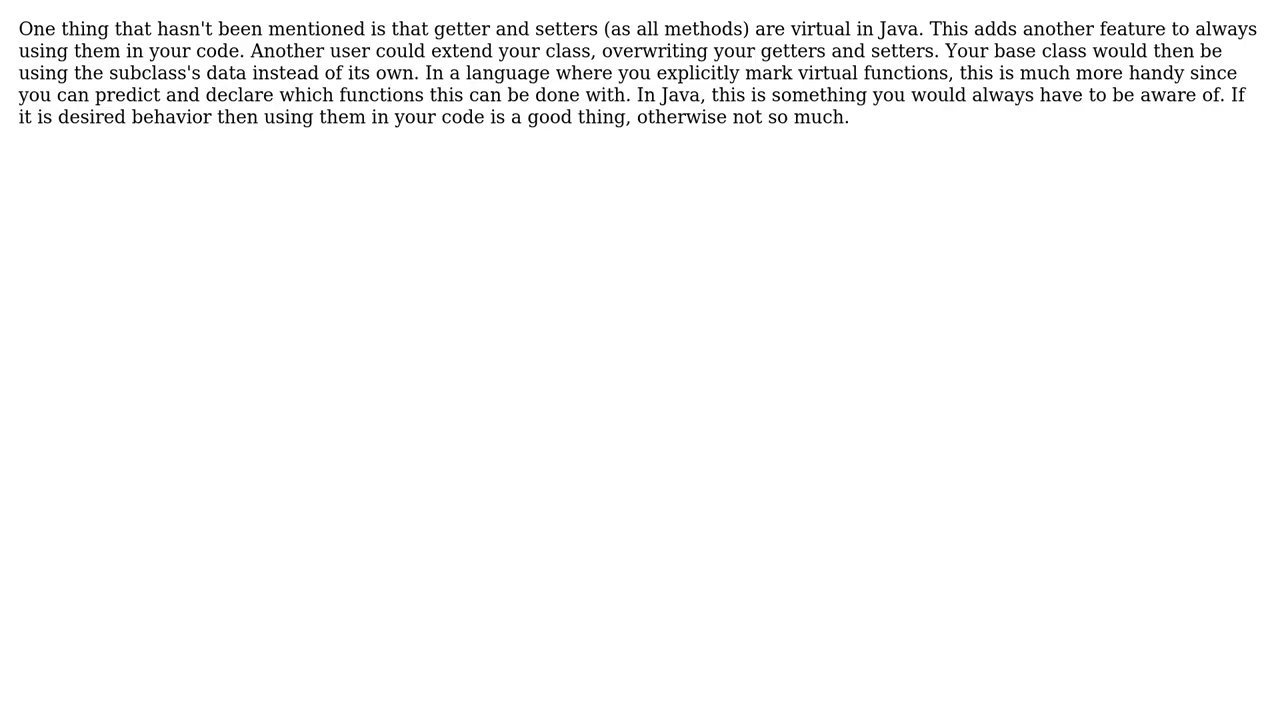 One thing that hasn't been mentioned is that getter and setters (as all methods) are virtual in Java. This adds another feature to always
using them in your code. Another user could extend your class, overwriting your getters and setters. Your base class would then be
using the subclass's data instead of its own. In a language where you explicitly mark virtual functions, this is much more handy since
you can predict and declare which functions this can be done with. In Java, this is something you would always have to be aware of. If
it is desired behavior then using them in your code is a good thing, otherwise not so much.